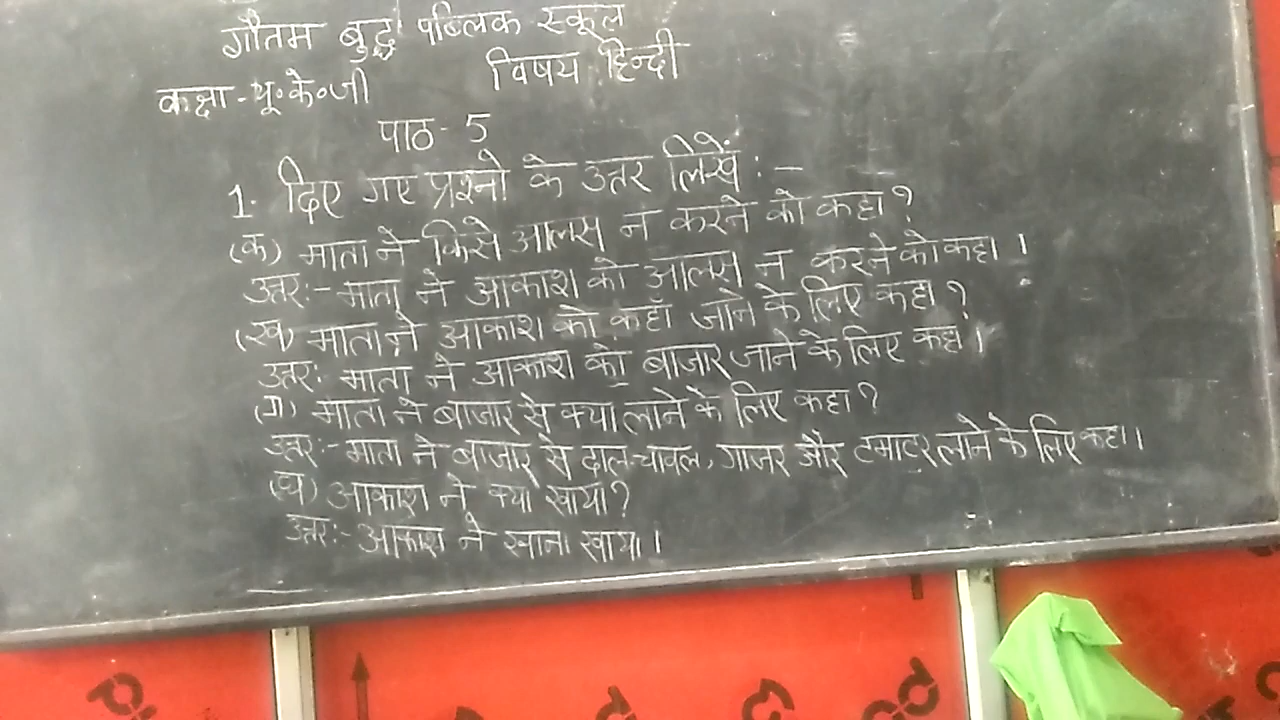 गौतम बुद्ध पब्लिक स्कूल
विषय हिन्दी
कक्षा-यू०के०जी
पाठ- 5
1. दिए गए प्रश्नो के उत्तर लिखें : –
(क) माता ने किसे आलस न करने को कहा ?
उत्तर:- माता ने आकाश को आलस न करने को कहा ।
(ख) माता ने आकाश को कहाँ जाने के लिए कहा ?
उत्तर: माता ने आकाश को बाजार जाने के लिए कहा ।
(ग) माता ने बाजार से क्या लाने के लिए कहा ?
उत्तर:- माता ने बाजार से दाल-चावल, गाजर और टमाटर लाने के लिए कहा ।
(घ) आकाश ने क्या खाया ?
उत्तर:- आकाश ने खाना खाया ।